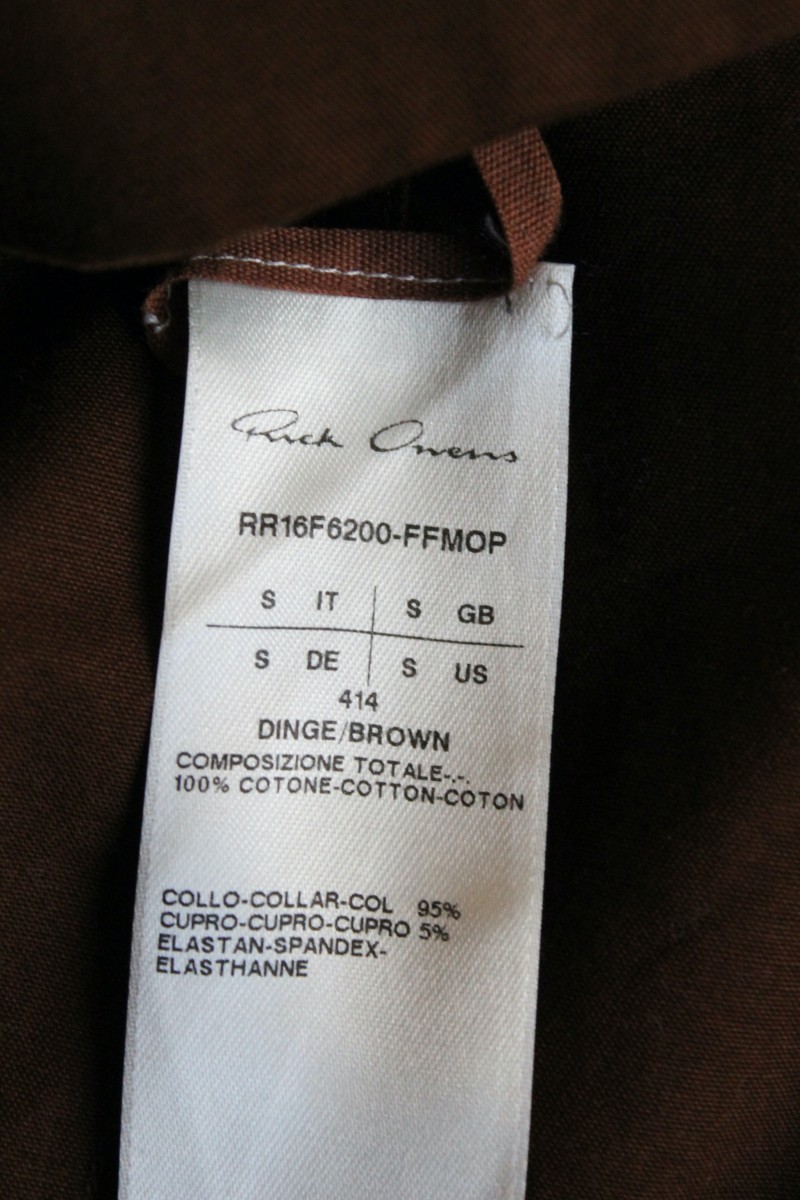 Rick Owens
RR16F6200-FFMOP
S IT S GB
S DE S US
414
DINGE/BROWN
COMPOSIZIONE TOTALE-.-.
100% COTONE-COTTON-COTON
COLLO-COLLAR-COL 95%
CUPRO-CUPRO-CUPRO 5%
ELASTAN-SPANDEX-
ELASTHANNE